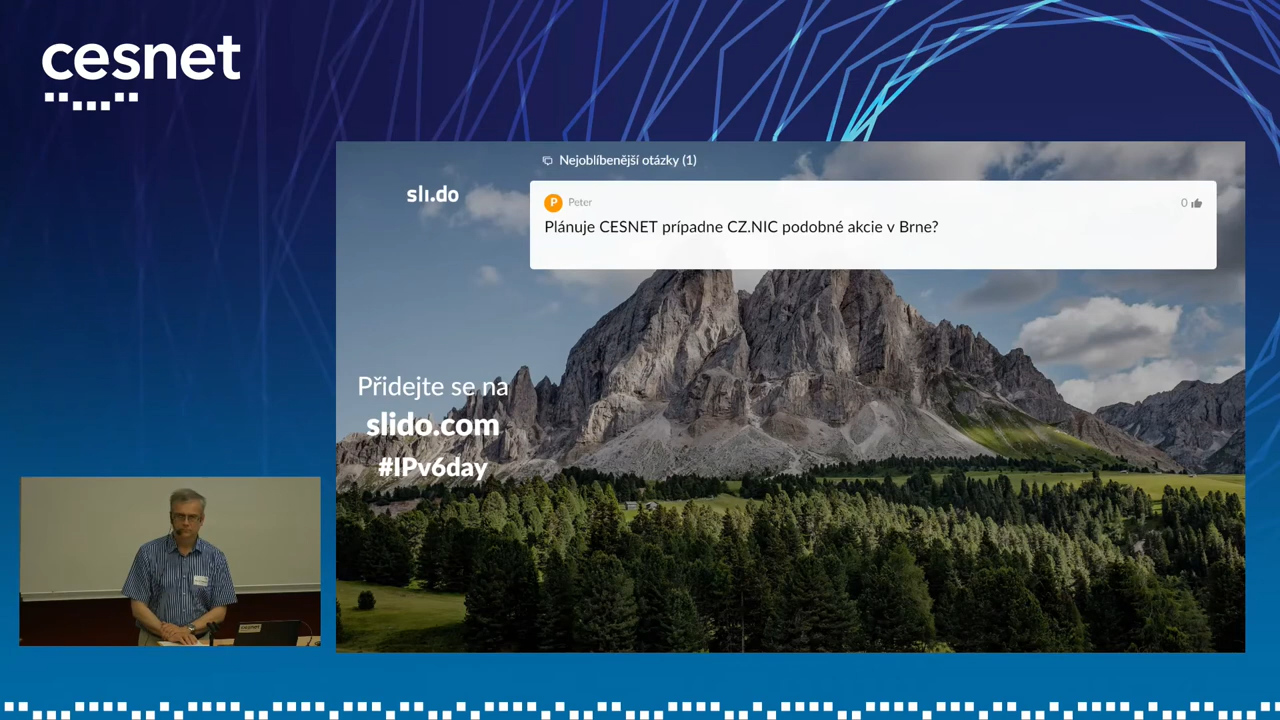 cesnet
Nejoblíbenější otázky (1)
sli.do
P Peter 0
Plánuje CESNET prípadne CZ.NIC podobné akcie v Brne?
Přidejte se na
slido.com
#IPv6day